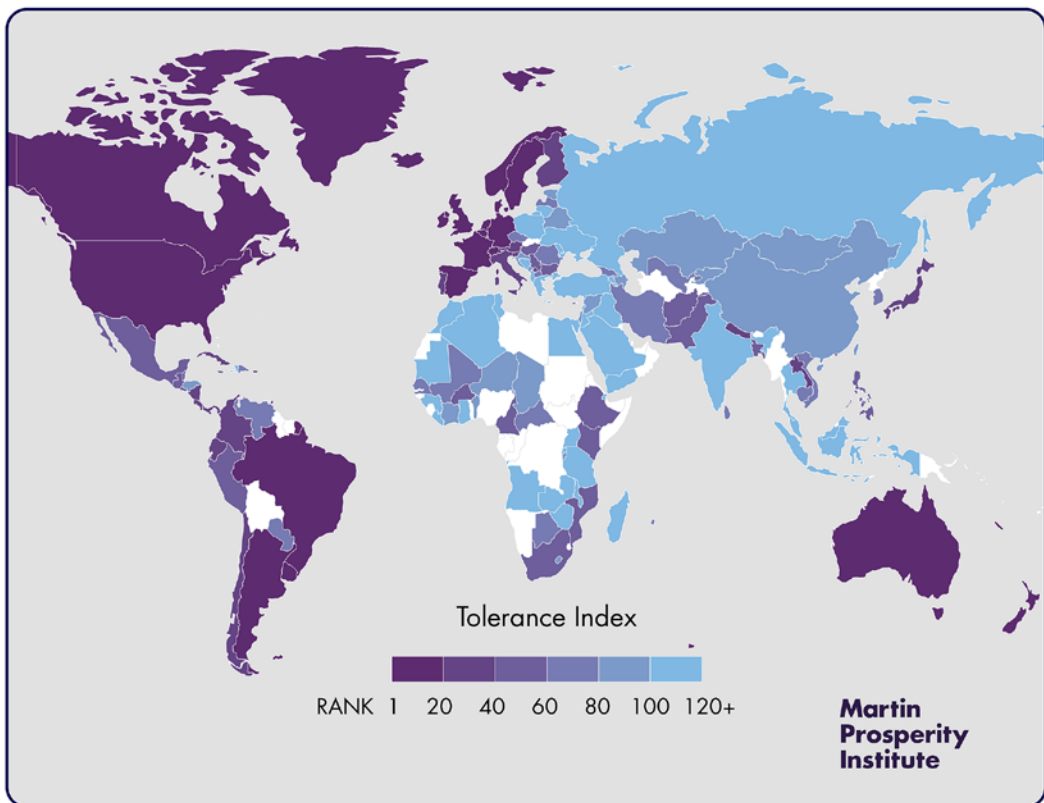 Tolerance Index
RANK 1 20 40 60 80 100 120+
Martin
Prosperity
Institute